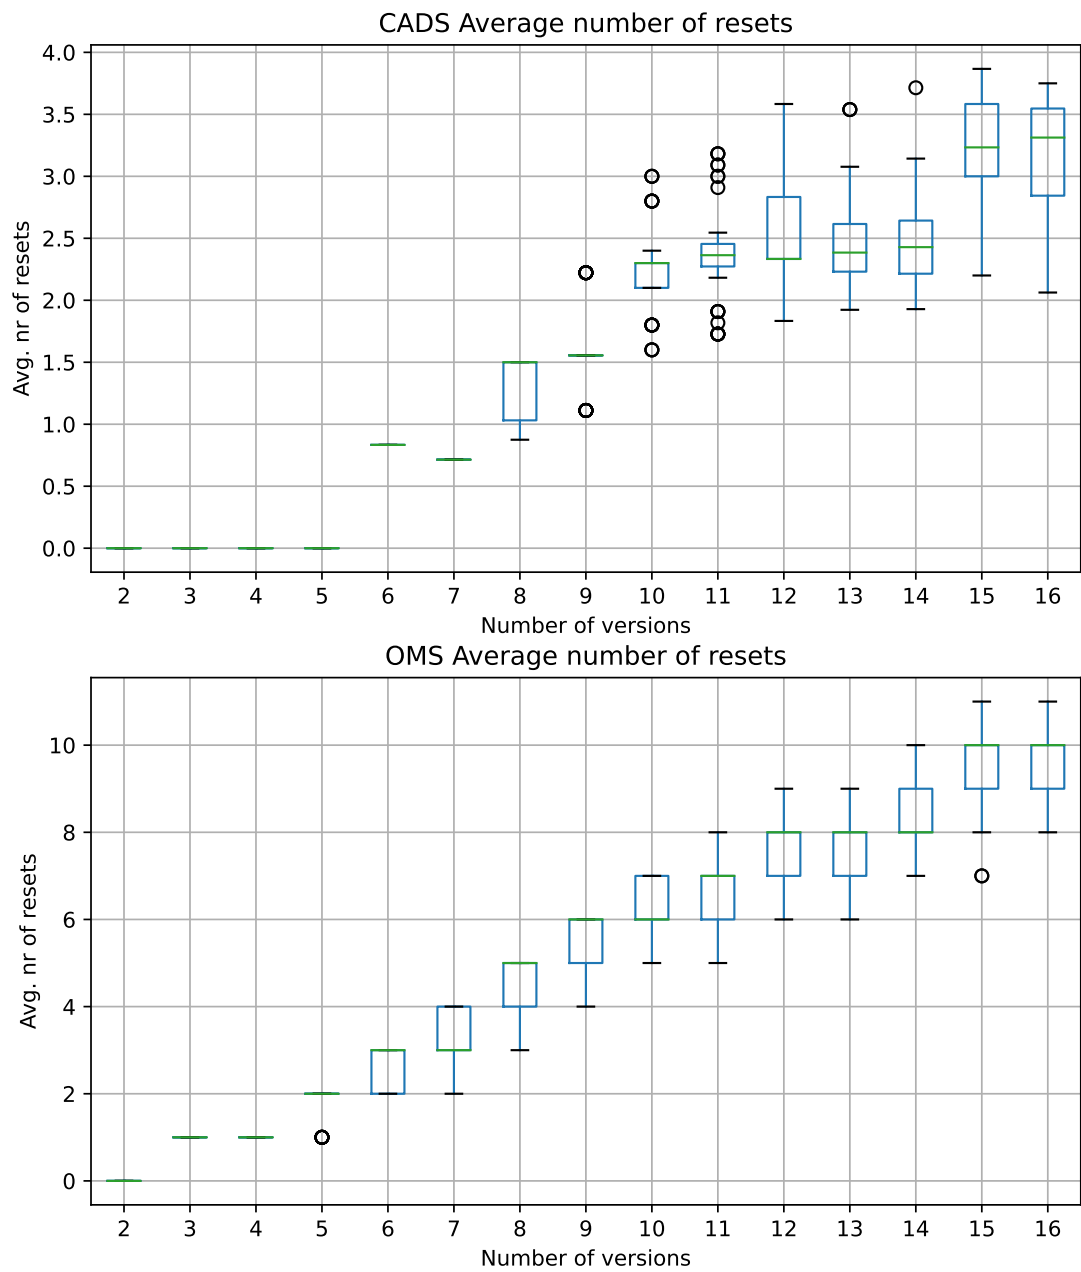 CADS Average number of resets
Avg. nr of resets
4.0
3.5
3.0
2.5
2.0
1.5
1.0
0.5
0.0
2 3 4 5 6 7 8 9 10 11 12 13 14 15 16
Number of versions
OMS Average number of resets
Avg. nr of resets
10
8
6
4
2
0
2 3 4 5 6 7 8 9 10 11 12 13 14 15 16
Number of versions